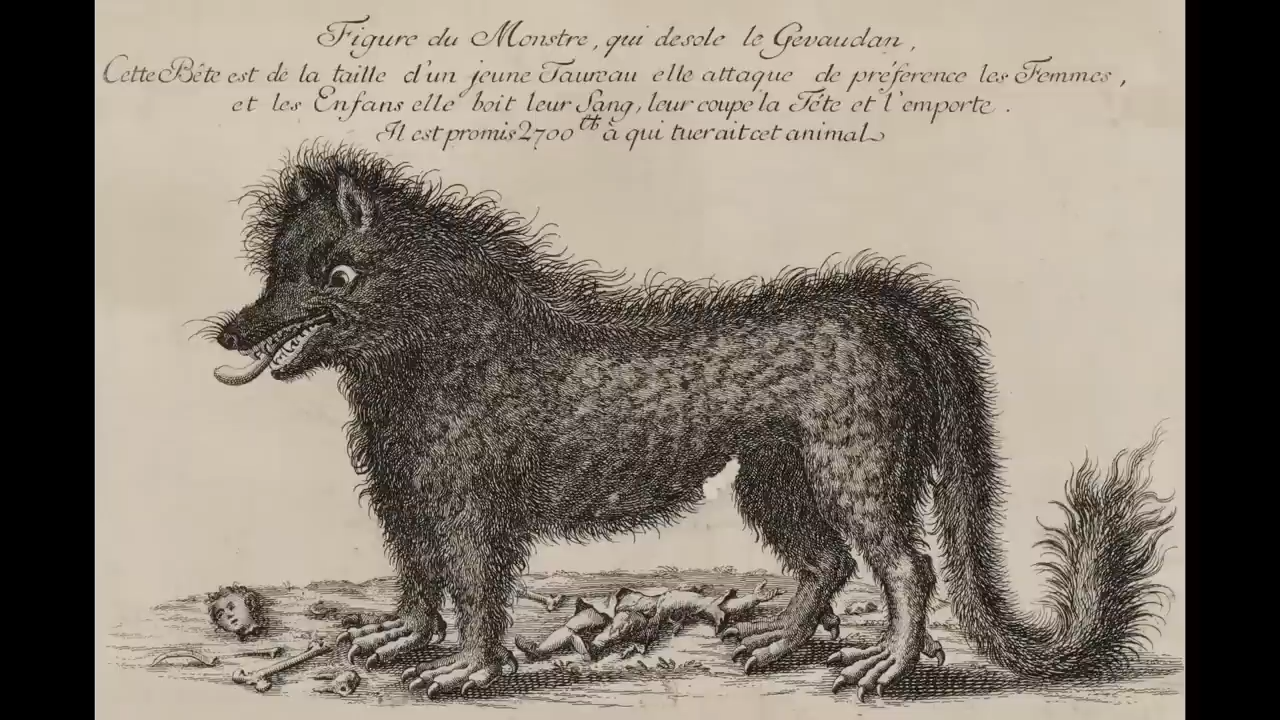 Figure du Monstre, qui desole le Gevaudan,
Cette Bête est de la taille d'un jeune Taureau elle attaque de préference les Femmes,
et les Enfans elle boit leur Sang, leur coupe la Tête et l'emporte.
Il est promis 2700 tt à qui tuerait cet animal